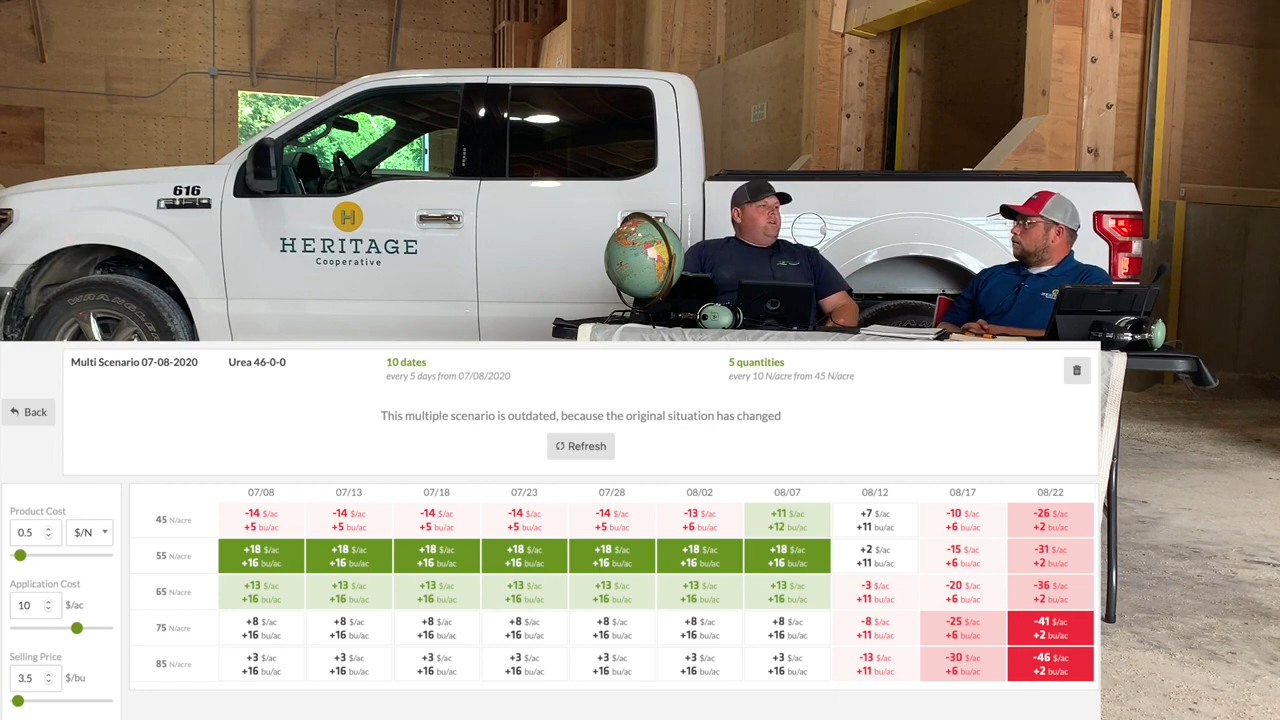 616
F-150
H
HERITAGE
Cooperative
WRANGLER
Multi Scenario 07-08-2020
Urea 46-0-0
10 dates
every 5 days from 07/08/2020
5 quantities
every 10 N/acre from 45 N/acre
Back
This multiple scenario is outdated, because the original situation has changed
Refresh
Product Cost
0.5 $/N
Application Cost
10 $/ac
Selling Price
3.5 $/bu
07/08 07/13 07/18 07/23 07/28 08/02 08/07 08/12 08/17 08/22
45 N/acre
-14 $/ac -14 $/ac -14 $/ac -14 $/ac -14 $/ac -13 $/ac +11 $/ac +7 $/ac -10 $/ac -26 $/ac
+5 bu/ac +5 bu/ac +5 bu/ac +5 bu/ac +5 bu/ac +6 bu/ac +12 bu/ac +11 bu/ac +6 bu/ac +2 bu/ac
55 N/acre
+18 $/ac +18 $/ac +18 $/ac +18 $/ac +18 $/ac +18 $/ac +18 $/ac +2 $/ac -15 $/ac -31 $/ac
+16 bu/ac +16 bu/ac +16 bu/ac +16 bu/ac +16 bu/ac +16 bu/ac +16 bu/ac +11 bu/ac +6 bu/ac +2 bu/ac
65 N/acre
+13 $/ac +13 $/ac +13 $/ac +13 $/ac +13 $/ac +13 $/ac +13 $/ac -3 $/ac -20 $/ac -36 $/ac
+16 bu/ac +16 bu/ac +16 bu/ac +16 bu/ac +16 bu/ac +16 bu/ac +16 bu/ac +11 bu/ac +6 bu/ac +2 bu/ac
75 N/acre
+8 $/ac +8 $/ac +8 $/ac +8 $/ac +8 $/ac +8 $/ac +8 $/ac -8 $/ac -25 $/ac -41 $/ac
+16 bu/ac +16 bu/ac +16 bu/ac +16 bu/ac +16 bu/ac +16 bu/ac +16 bu/ac +11 bu/ac +6 bu/ac +2 bu/ac
85 N/acre
+3 $/ac +3 $/ac +3 $/ac +3 $/ac +3 $/ac +3 $/ac +3 $/ac -13 $/ac -30 $/ac -46 $/ac
+16 bu/ac +16 bu/ac +16 bu/ac +16 bu/ac +16 bu/ac +16 bu/ac +16 bu/ac +11 bu/ac +6 bu/ac +2 bu/ac